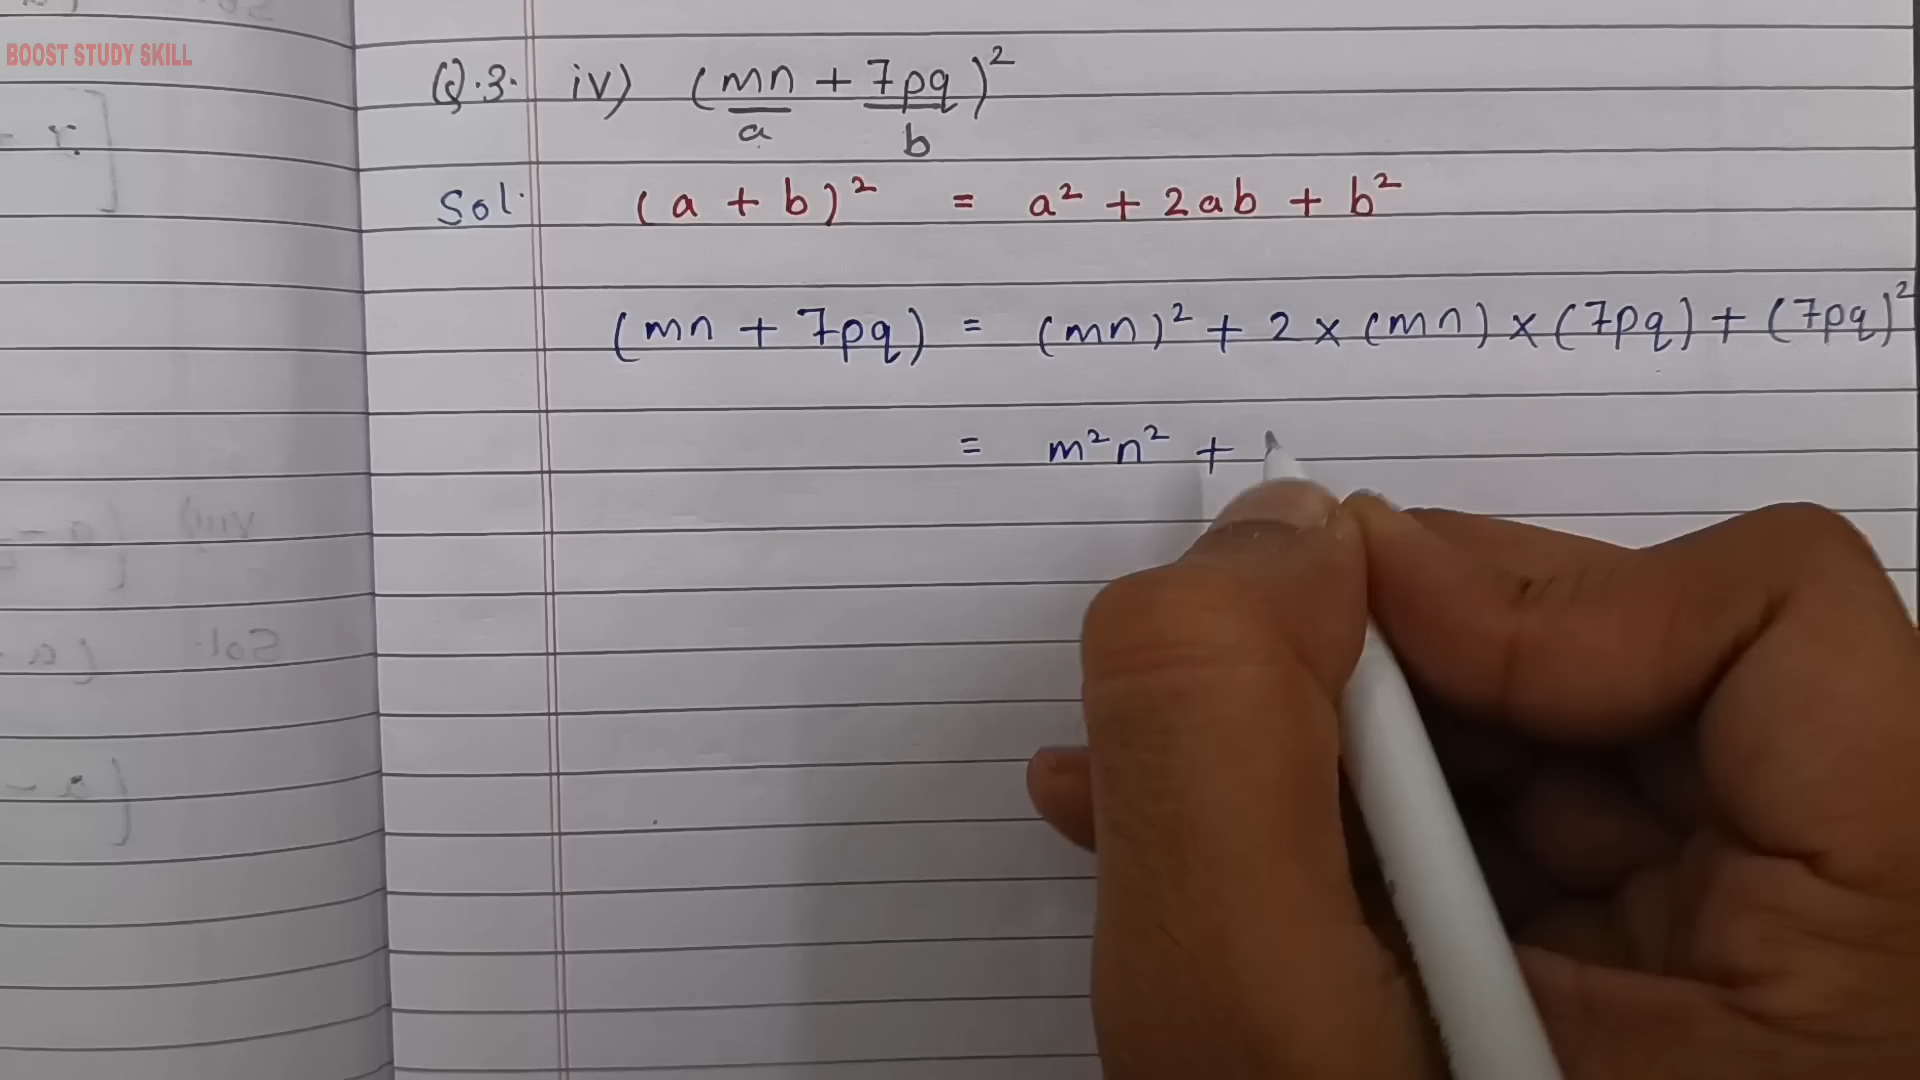 BOOST STUDY SKILL
Q.3. iv) (mn + 7pq)²
a b
Sol. (a + b)² = a² + 2ab + b²
(mn + 7pq) = (mn)² + 2 × (mn) × (7pq) + (7pq)²
= m²n² +